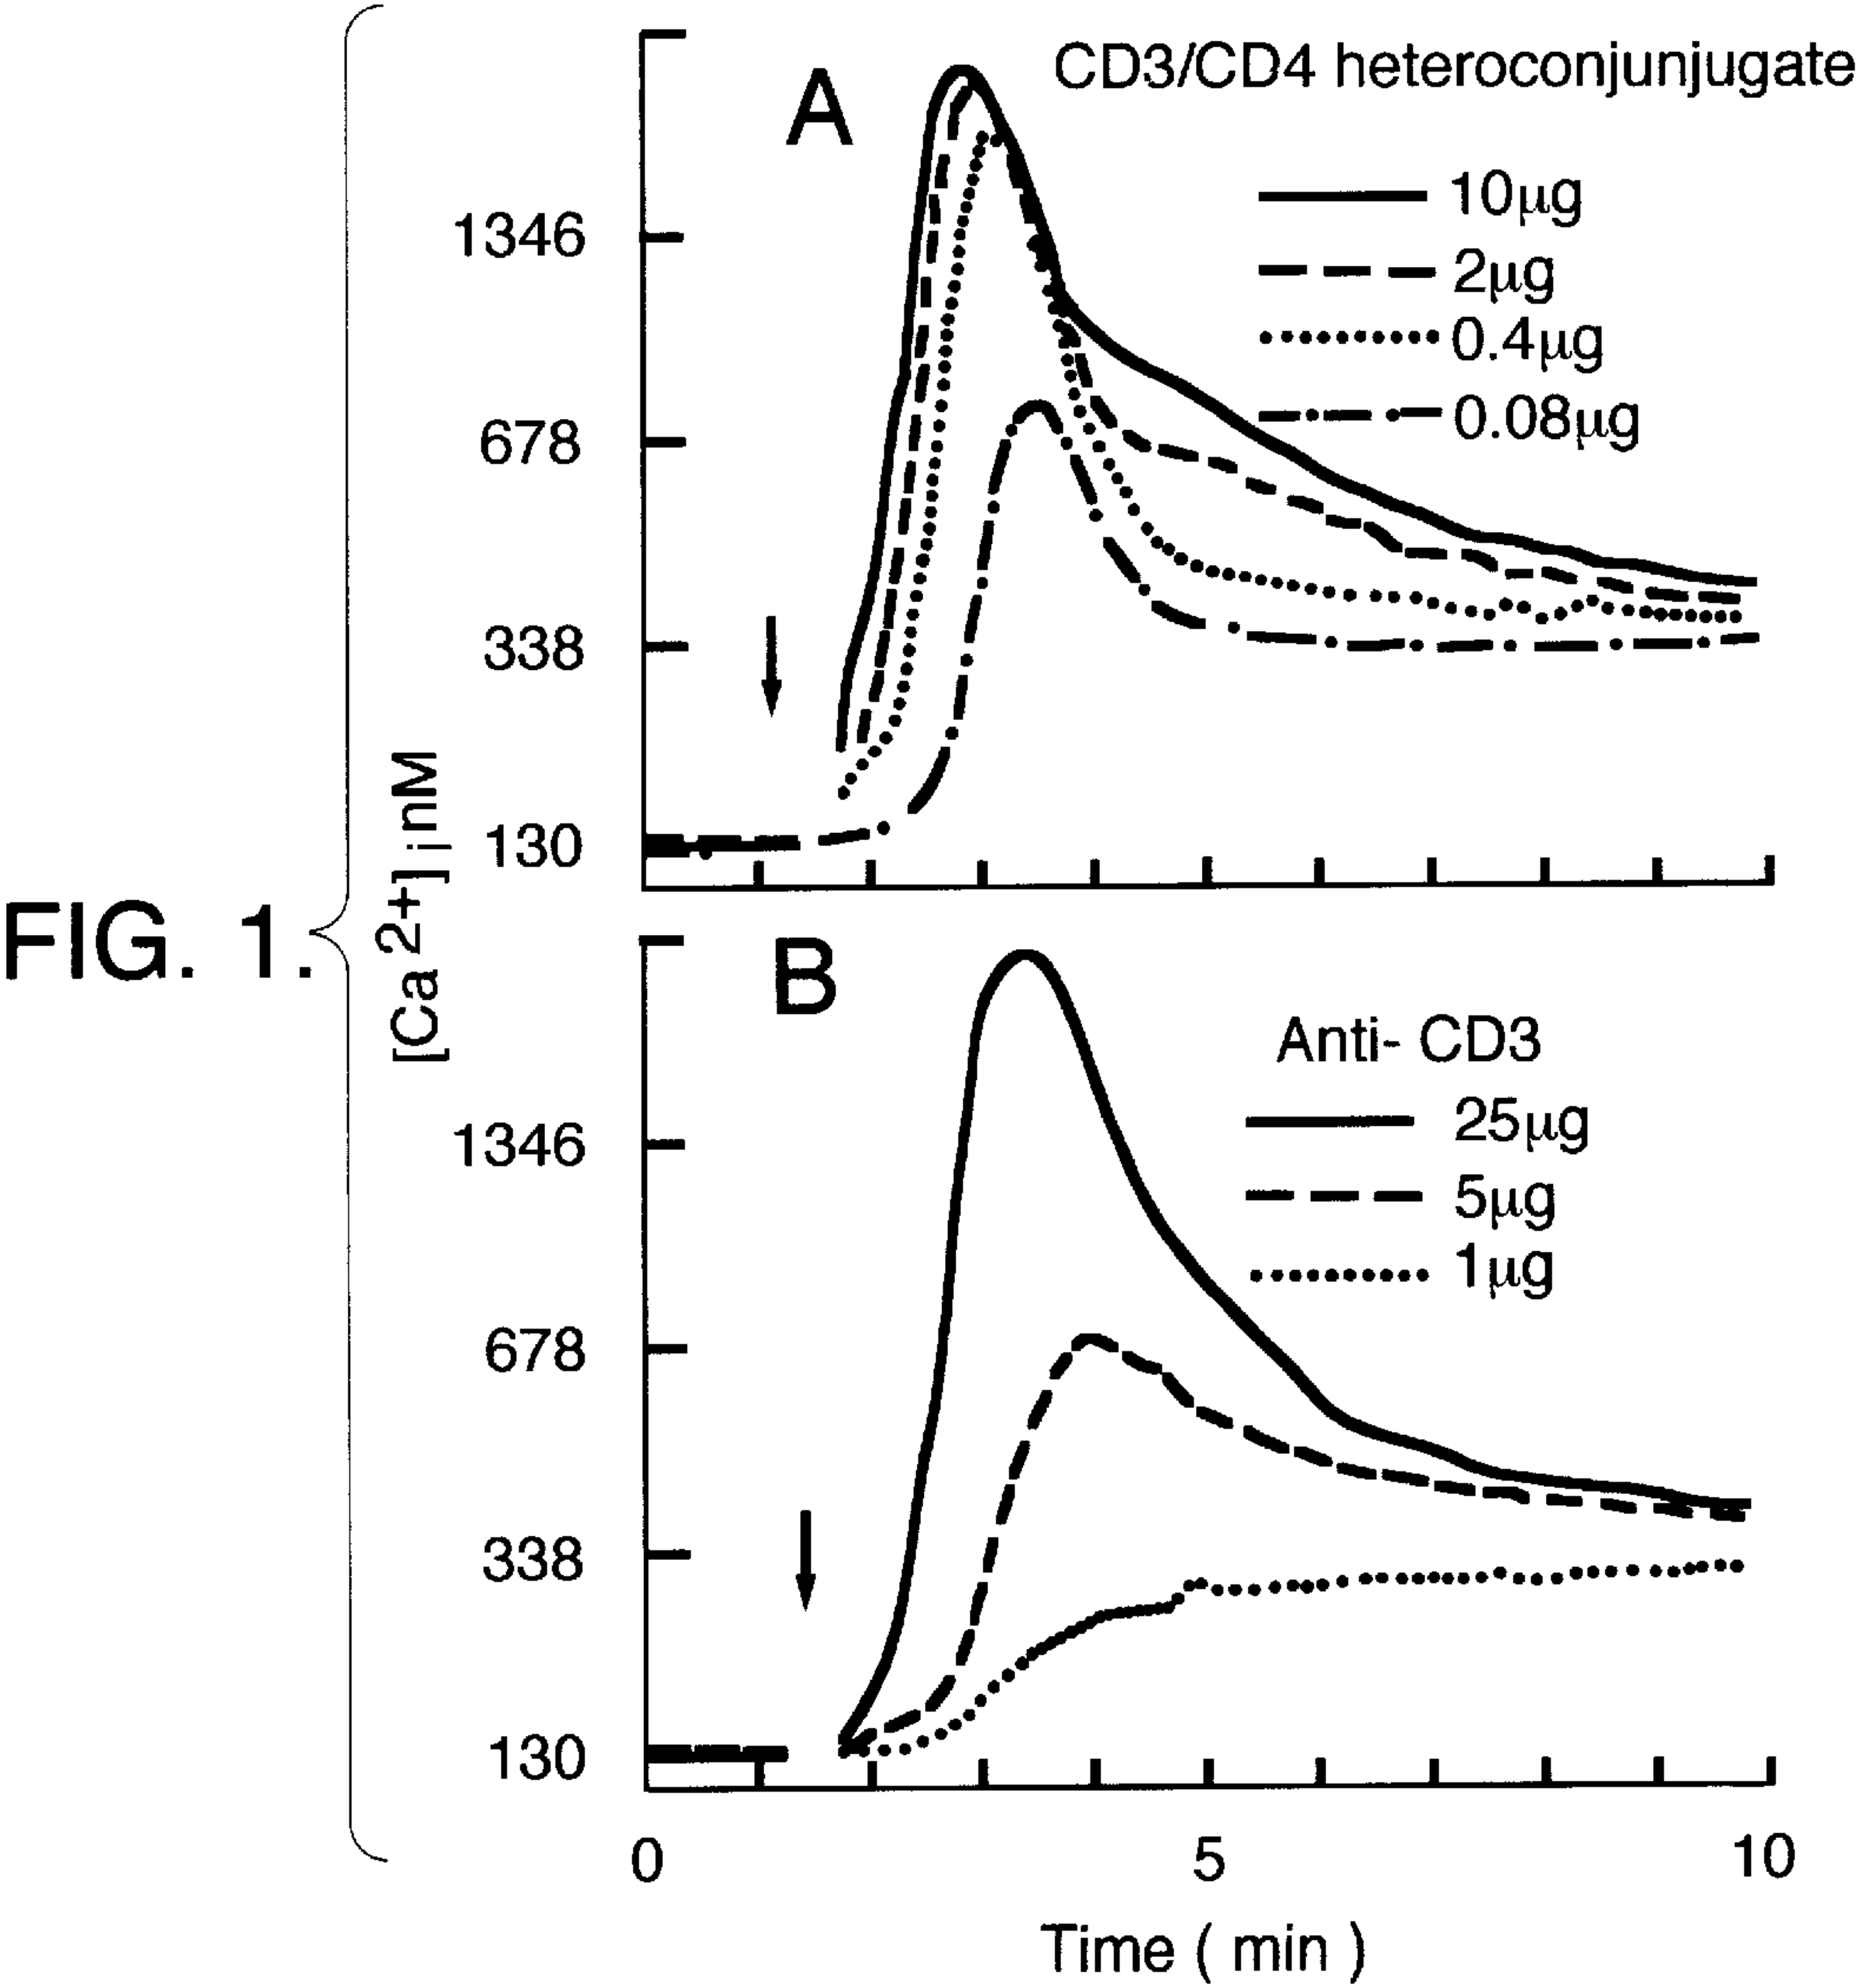 FIG. 1.
[Ca 2+] i nM
A
CD3/CD4 heteroconjunjugate
10μg
2μg
0.4μg
0.08μg
1346
678
338
130
B
Anti- CD3
25μg
5μg
1μg
1346
678
338
130
0 5 10
Time ( min )